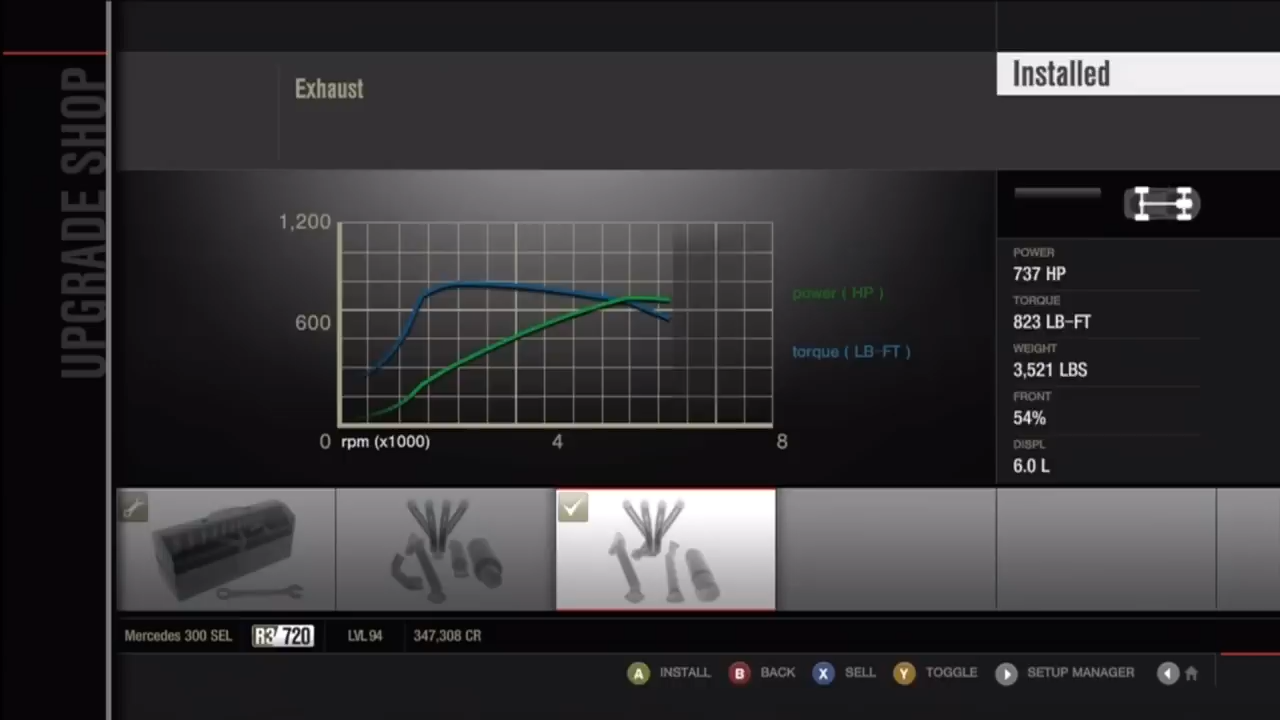 UPGRADE SHOP
Exhaust
Installed
1,200
600
0 rpm (x1000) 4 8
power ( HP )
torque ( LB-FT )
POWER
737 HP
TORQUE
823 LB-FT
WEIGHT
3,521 LBS
FRONT
54%
DISPL
6.0 L
Mercedes 300 SEL R3 720 LVL 94 347,308 CR
A INSTALL B BACK X SELL Y TOGGLE SETUP MANAGER